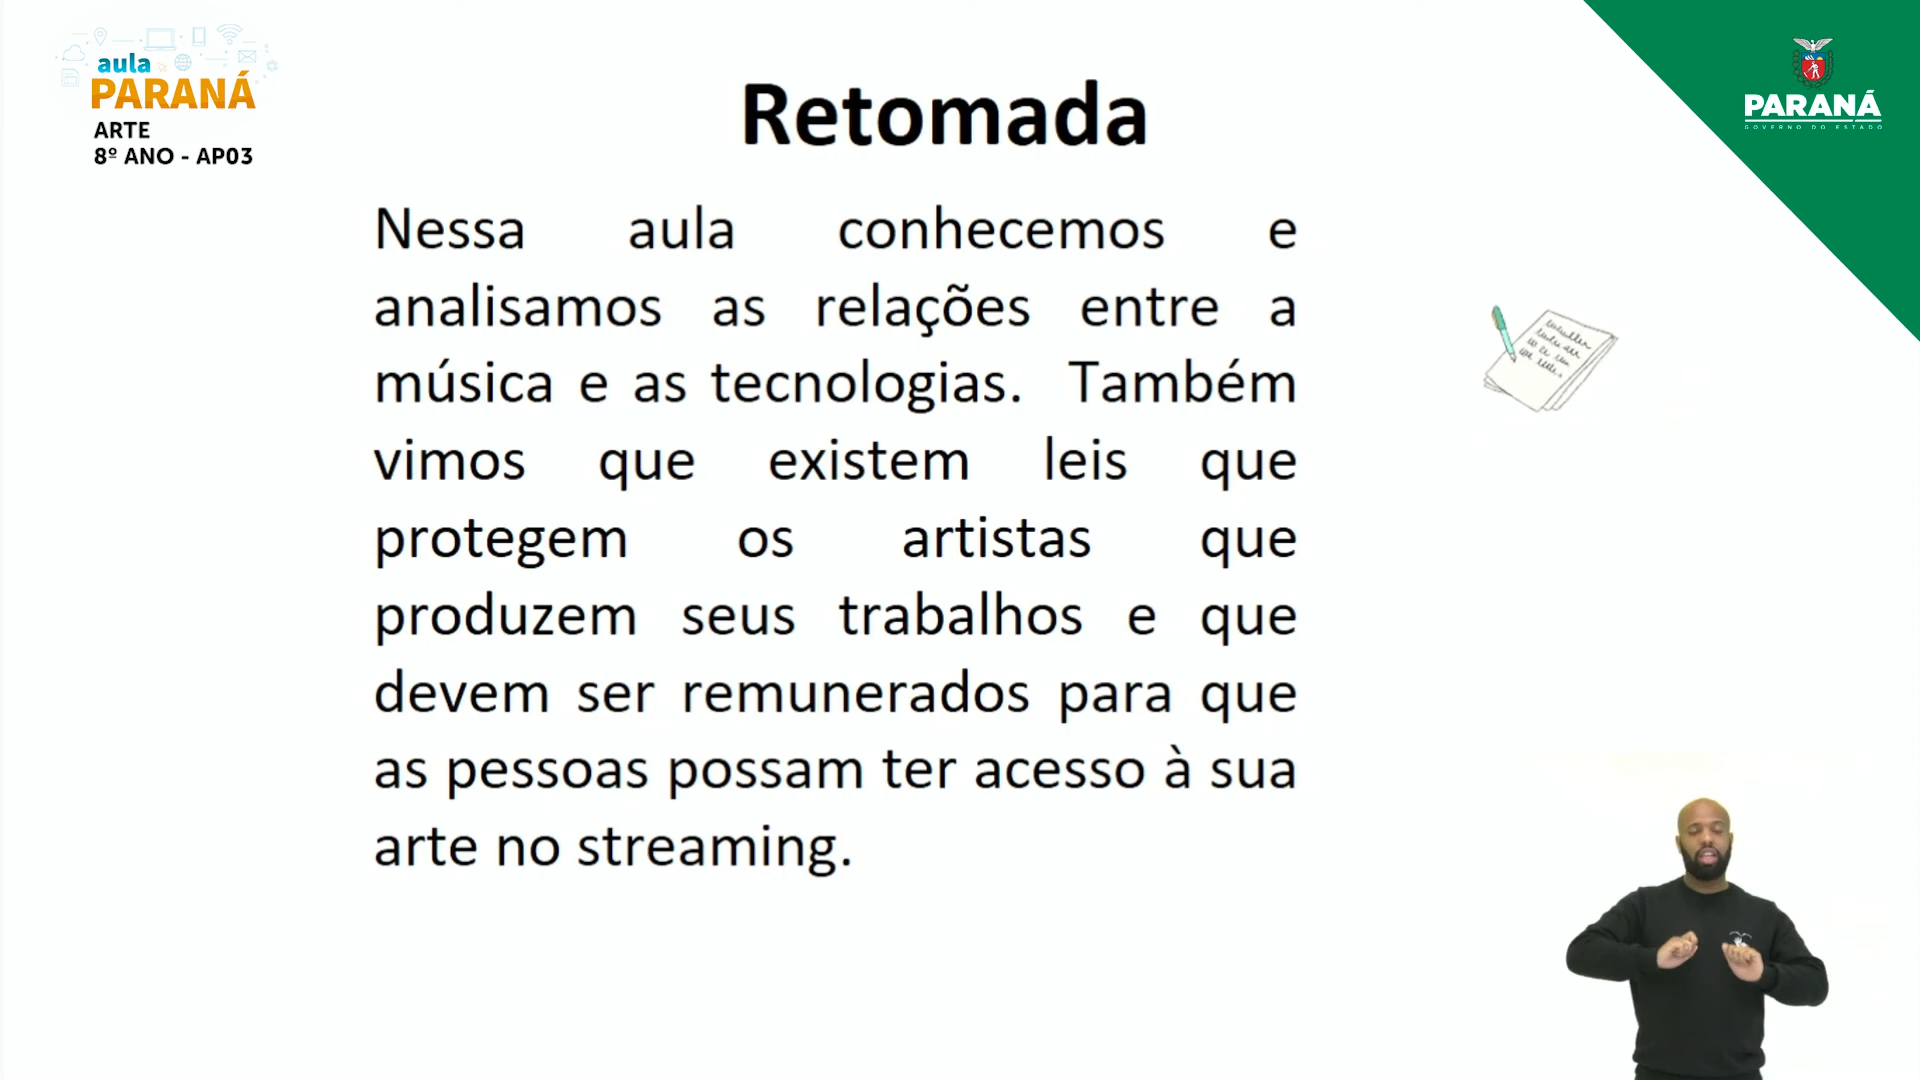 aula
PARANÁ
ARTE
8º ANO - AP03
PARANÁ
GOVERNO DO ESTADO
Retomada
Nessa aula conhecemos e
analisamos as relações entre a
música e as tecnologias. Também
vimos que existem leis que
protegem os artistas que
produzem seus trabalhos e que
devem ser remunerados para que
as pessoas possam ter acesso à sua
arte no streaming.